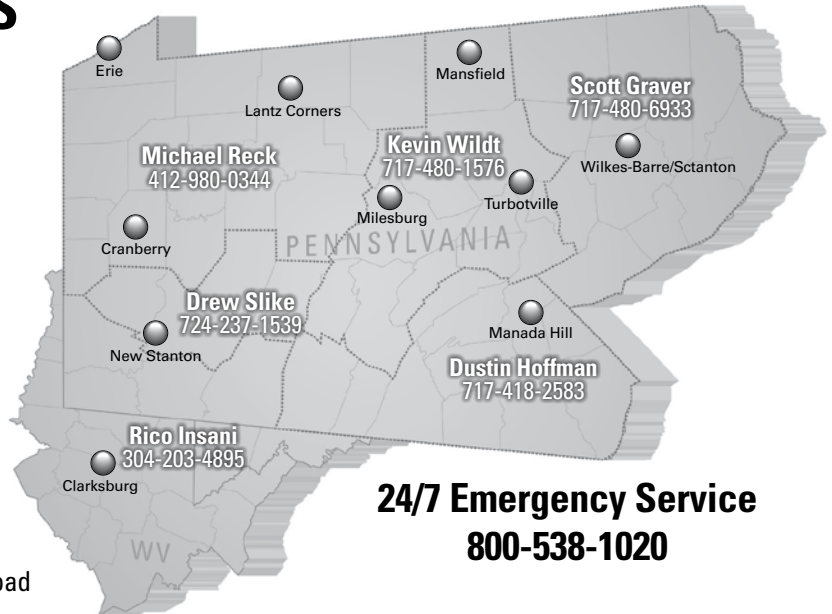 S
Erie
Mansfield
Lantz Corners
Scott Graver
717-480-6933
Michael Reck
412-980-0344
Kevin Wildt
717-480-1576
Wilkes-Barre/Sctanton
Turbotville
Milesburg
Cranberry
PENNSYLVANIA
Drew Slike
724-237-1539
New Stanton
Manada Hill
Dustin Hoffman
717-418-2583
Rico Insani
304-203-4895
Clarksburg
24/7 Emergency Service
800-538-1020
WV